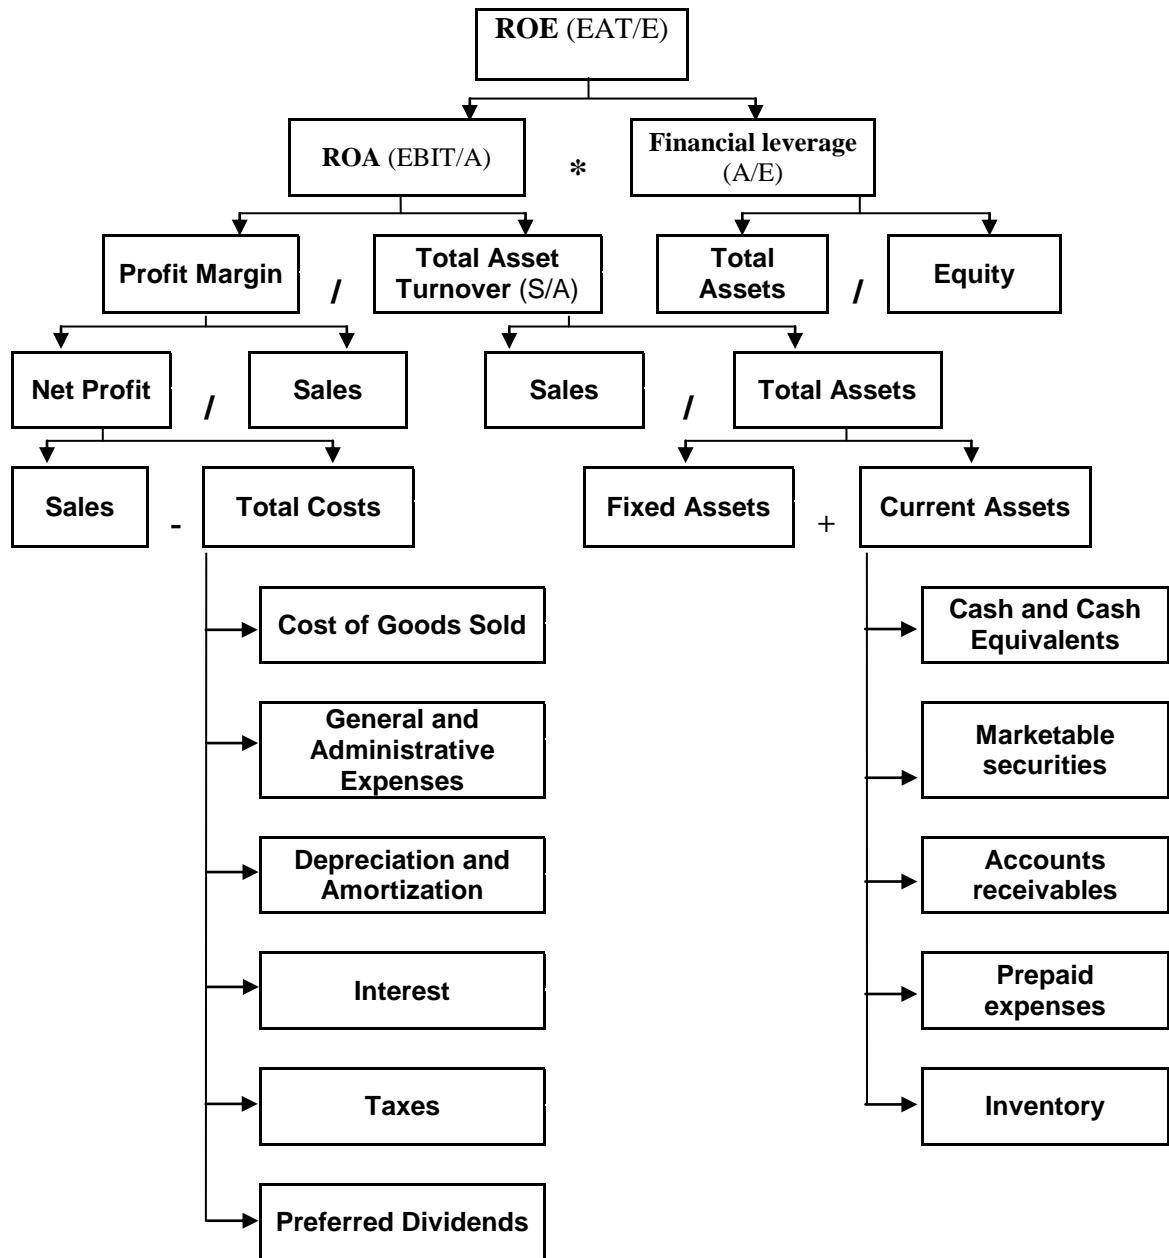 ROE (EAT/E)
ROA (EBIT/A)
*
Financial leverage
(A/E)
Profit Margin
/
Total Asset
Turnover (S/A)
Total
Assets
/
Equity
Net Profit
/
Sales
Sales
/
Total Assets
Sales
-
Total Costs
Fixed Assets
+
Current Assets
Cost of Goods Sold
General and
Administrative
Expenses
Depreciation and
Amortization
Interest
Taxes
Preferred Dividends
Cash and Cash
Equivalents
Marketable
securities
Accounts
receivables
Prepaid
expenses
Inventory